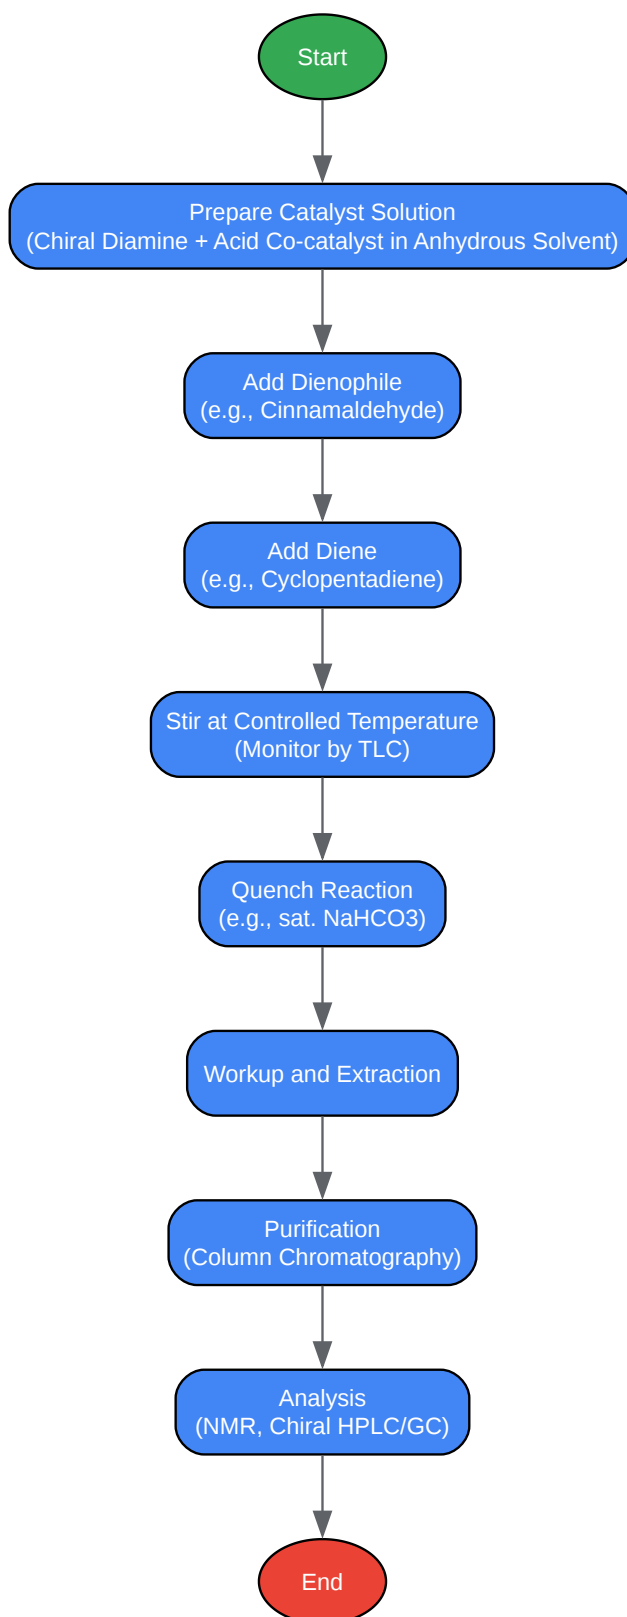 Start
Prepare Catalyst Solution
(Chiral Diamine + Acid Co-catalyst in Anhydrous Solvent)
Add Dienophile
(e.g., Cinnamaldehyde)
Add Diene
(e.g., Cyclopentadiene)
Stir at Controlled Temperature
(Monitor by TLC)
Quench Reaction
(e.g., sat. NaHCO3)
Workup and Extraction
Purification
(Column Chromatography)
Analysis
(NMR, Chiral HPLC/GC)
End